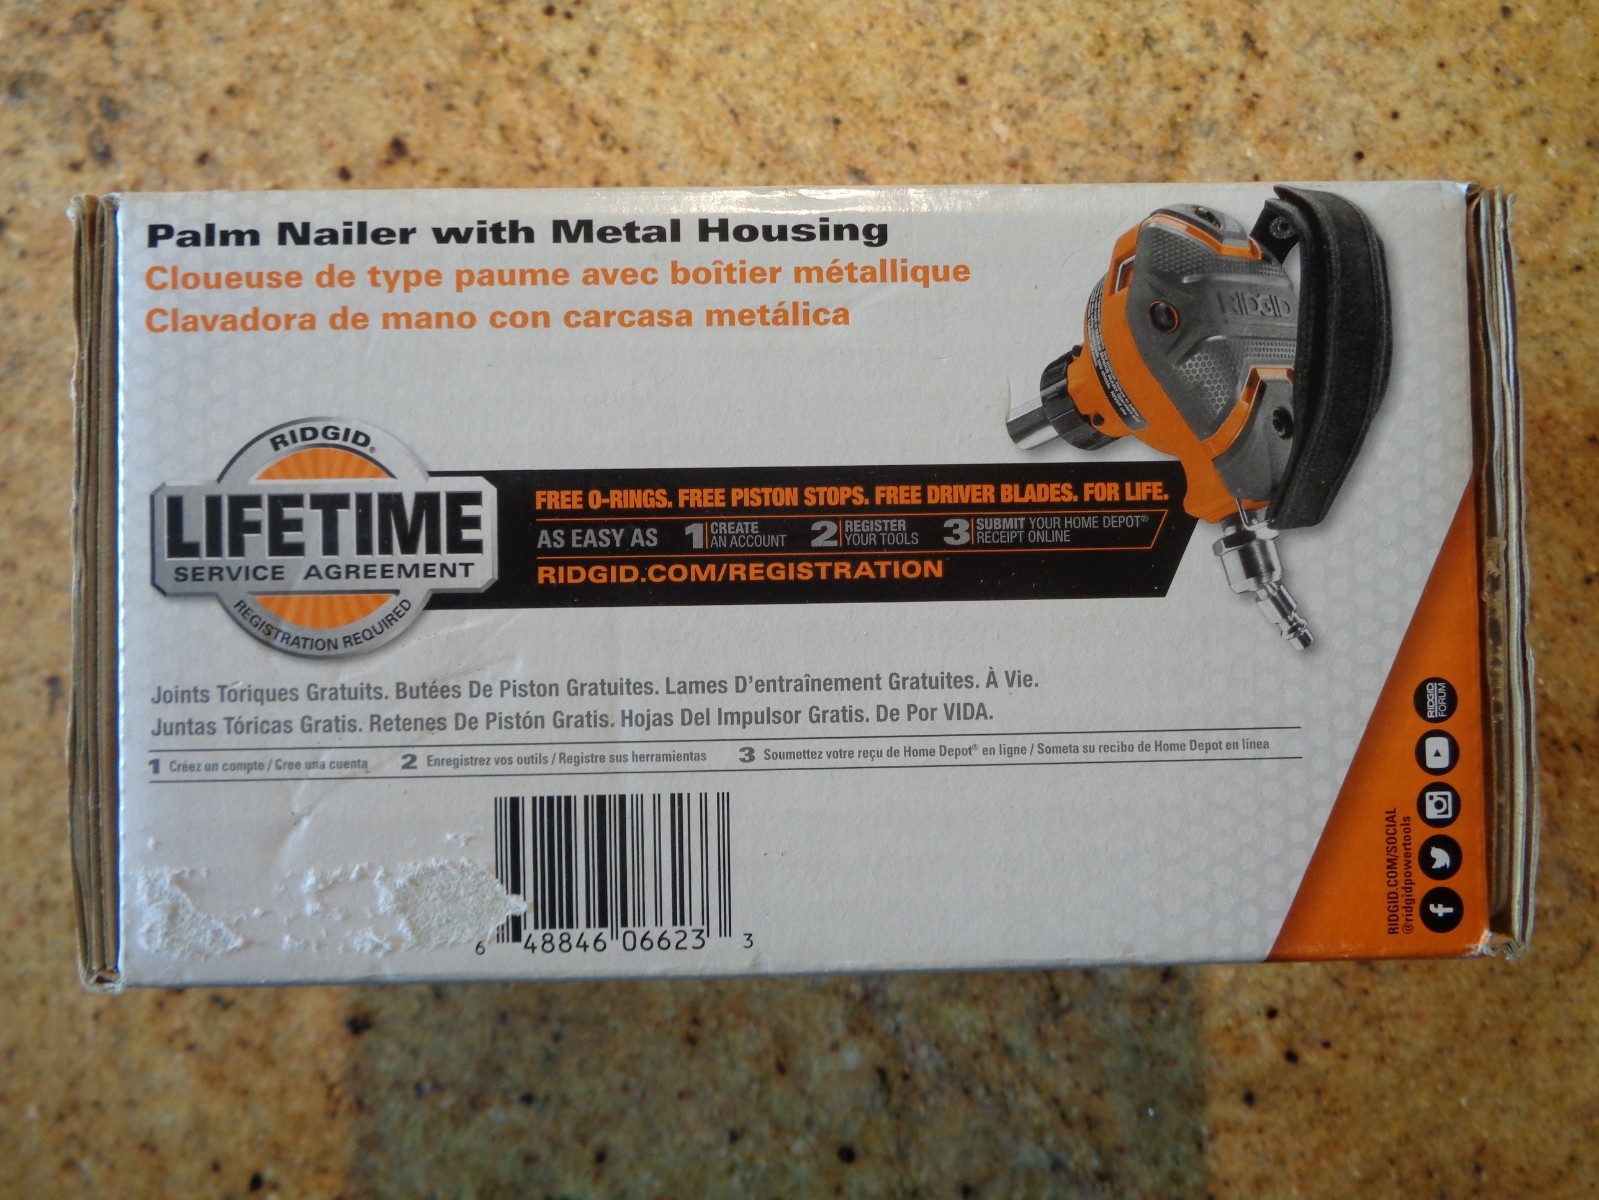 Palm Nailer with Metal Housing
Cloueuse de type paume avec boîtier métallique
Clavadora de mano con carcasa metálica
RIDGID
RIDGID®
LIFETIME
SERVICE AGREEMENT
REGISTRATION REQUIRED
FREE O-RINGS. FREE PISTON STOPS. FREE DRIVER BLADES. FOR LIFE.
AS EASY AS 1 CREATE AN ACCOUNT 2 REGISTER YOUR TOOLS 3 SUBMIT YOUR HOME DEPOT® RECEIPT ONLINE
RIDGID.COM/REGISTRATION
Joints Toriques Gratuits. Butées De Piston Gratuites. Lames D'entraînement Gratuites. À Vie.
Juntas Tóricas Gratis. Retenes De Pistón Gratis. Hojas Del Impulsor Gratis. De Por VIDA.
1 Créez un compte / Cree una cuenta 2 Enregistrez vos outils / Registre sus herramientas 3 Soumettez votre reçu de Home Depot® en ligne / Someta su recibo de Home Depot en línea
6 48846 06623 3
RIDGID FORUM
RIDGID.COM/SOCIAL
@ridgidpowertools